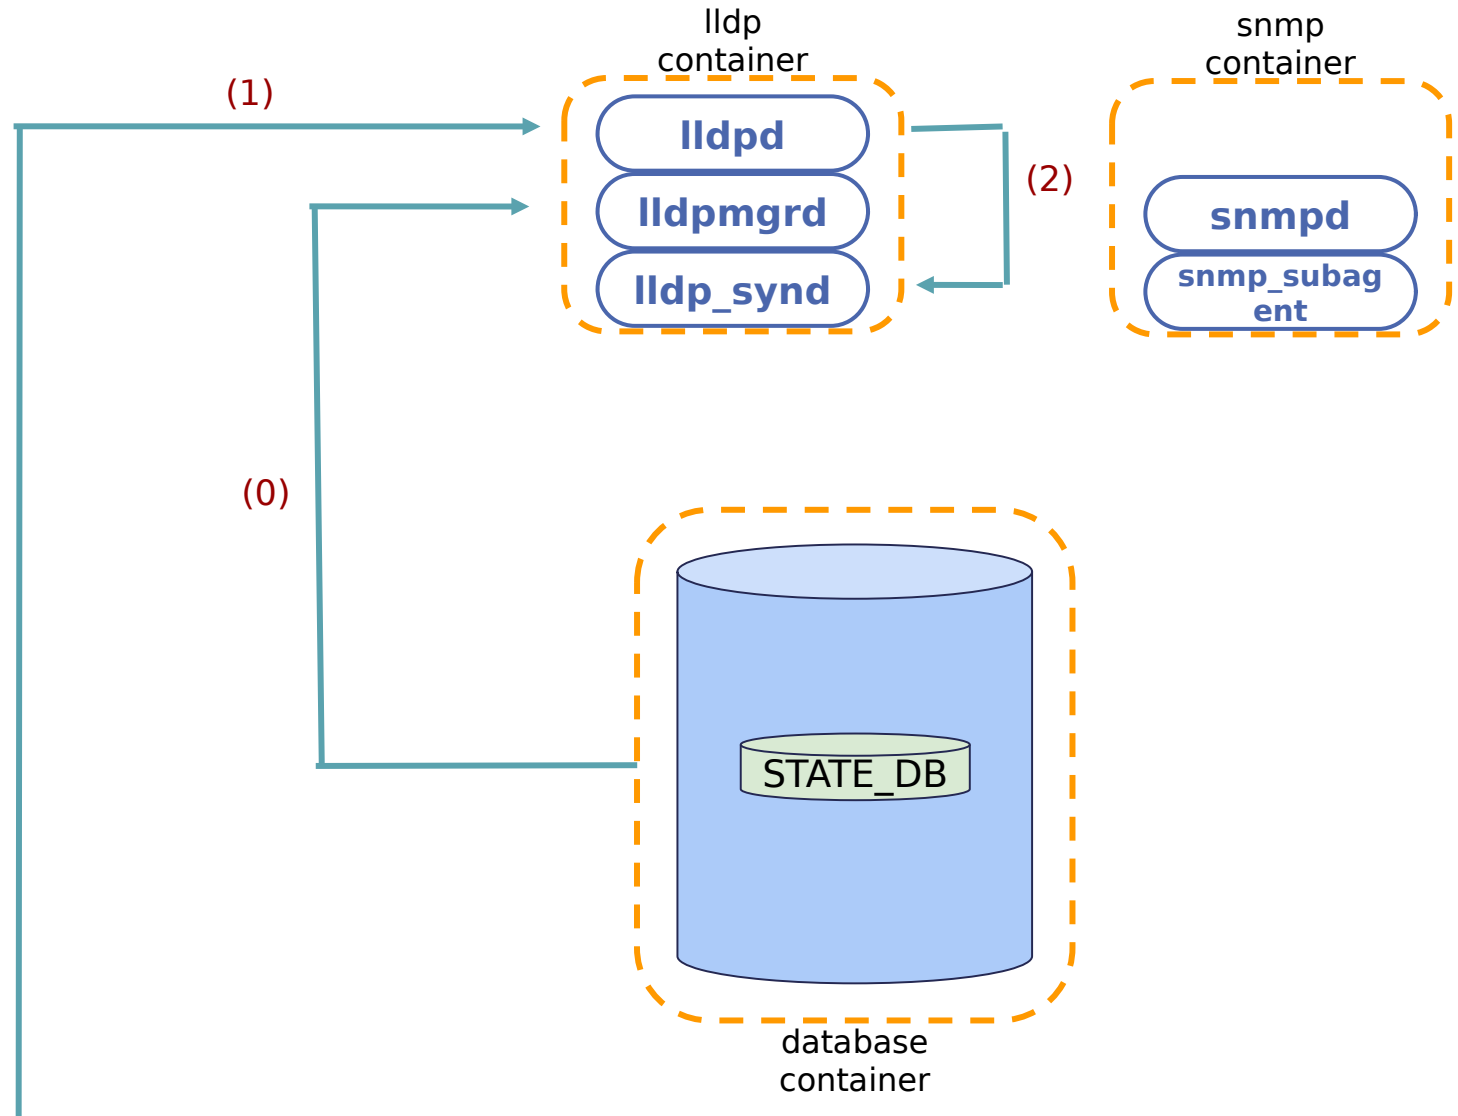 lldp
container
snmp
container
(1)
lldpd
(2)
lldpmgrd
snmpd
lldp_synd
snmp_subag
ent
(0)
STATE_DB
database
container